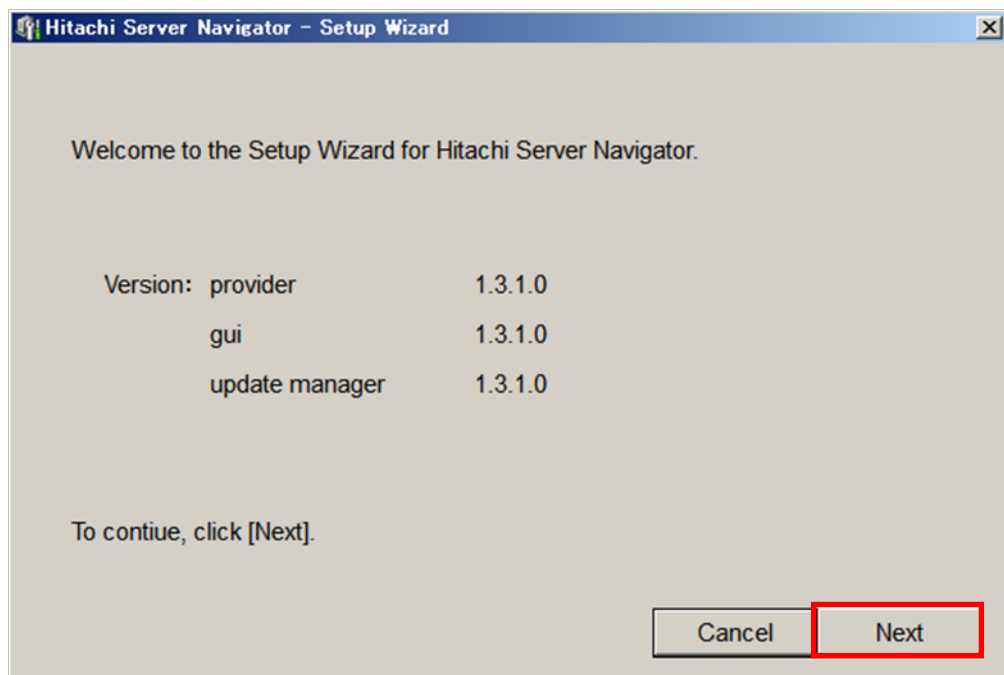 Hitachi Server Navigator - Setup Wizard
Welcome to the Setup Wizard for Hitachi Server Navigator.
Version: provider 1.3.1.0
gui 1.3.1.0
update manager 1.3.1.0
To contiue, click [Next].
Cancel Next